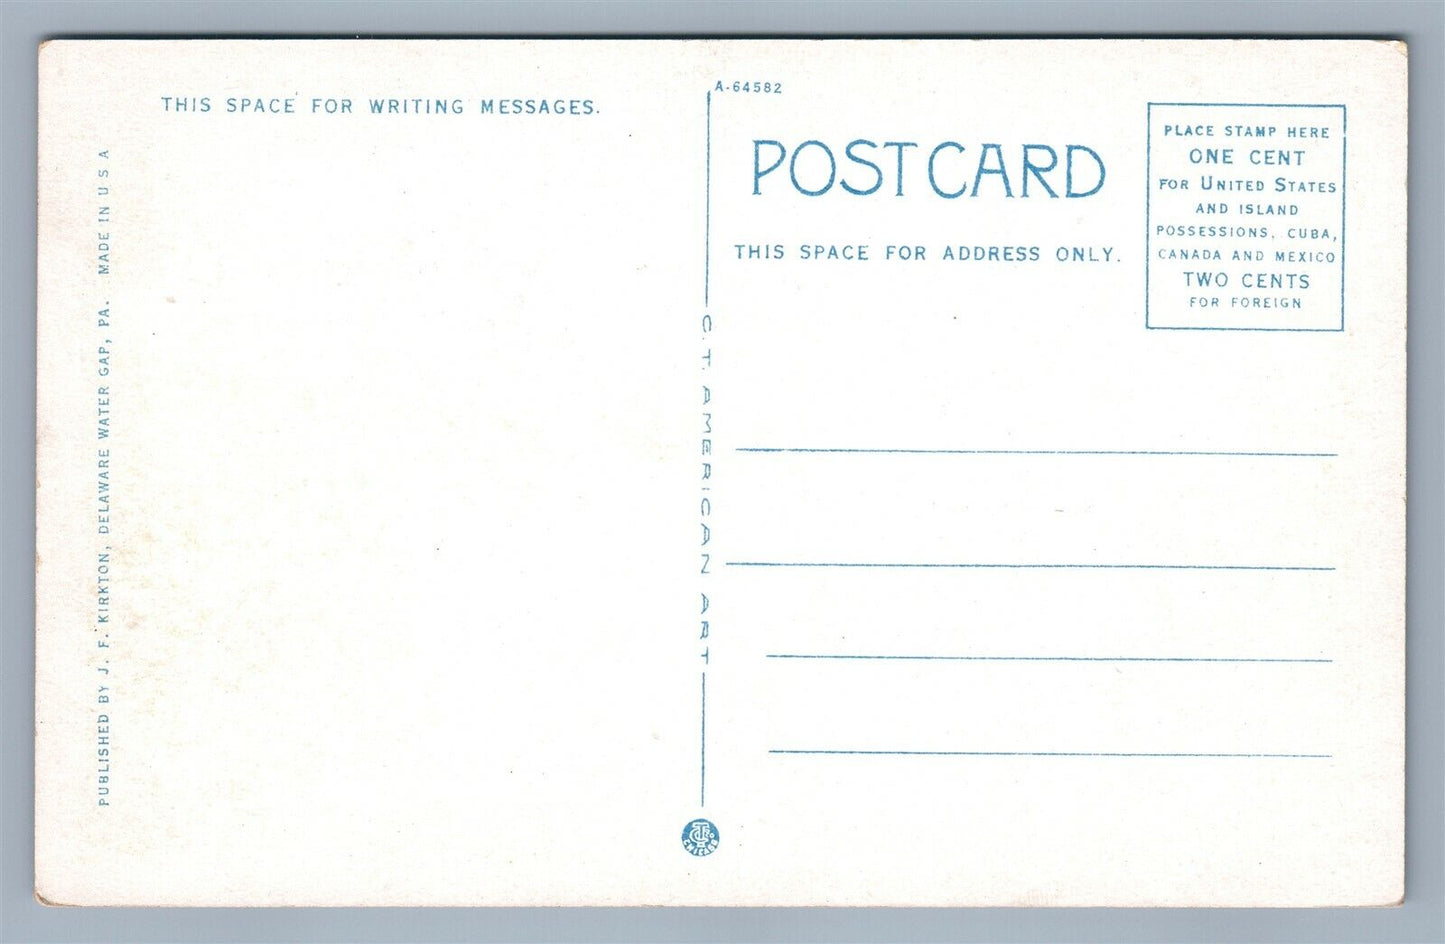 THIS SPACE FOR WRITING MESSAGES.
A-64582
POSTCARD
THIS SPACE FOR ADDRESS ONLY.
PLACE STAMP HERE
ONE CENT
FOR UNITED STATES
AND ISLAND
POSSESSIONS, CUBA,
CANADA AND MEXICO
TWO CENTS
FOR FOREIGN
PUBLISHED BY J. F. KIRKTON, DELAWARE WATER GAP, PA. MADE IN U S A
C.T. AMERICAN ART
CHICAGO